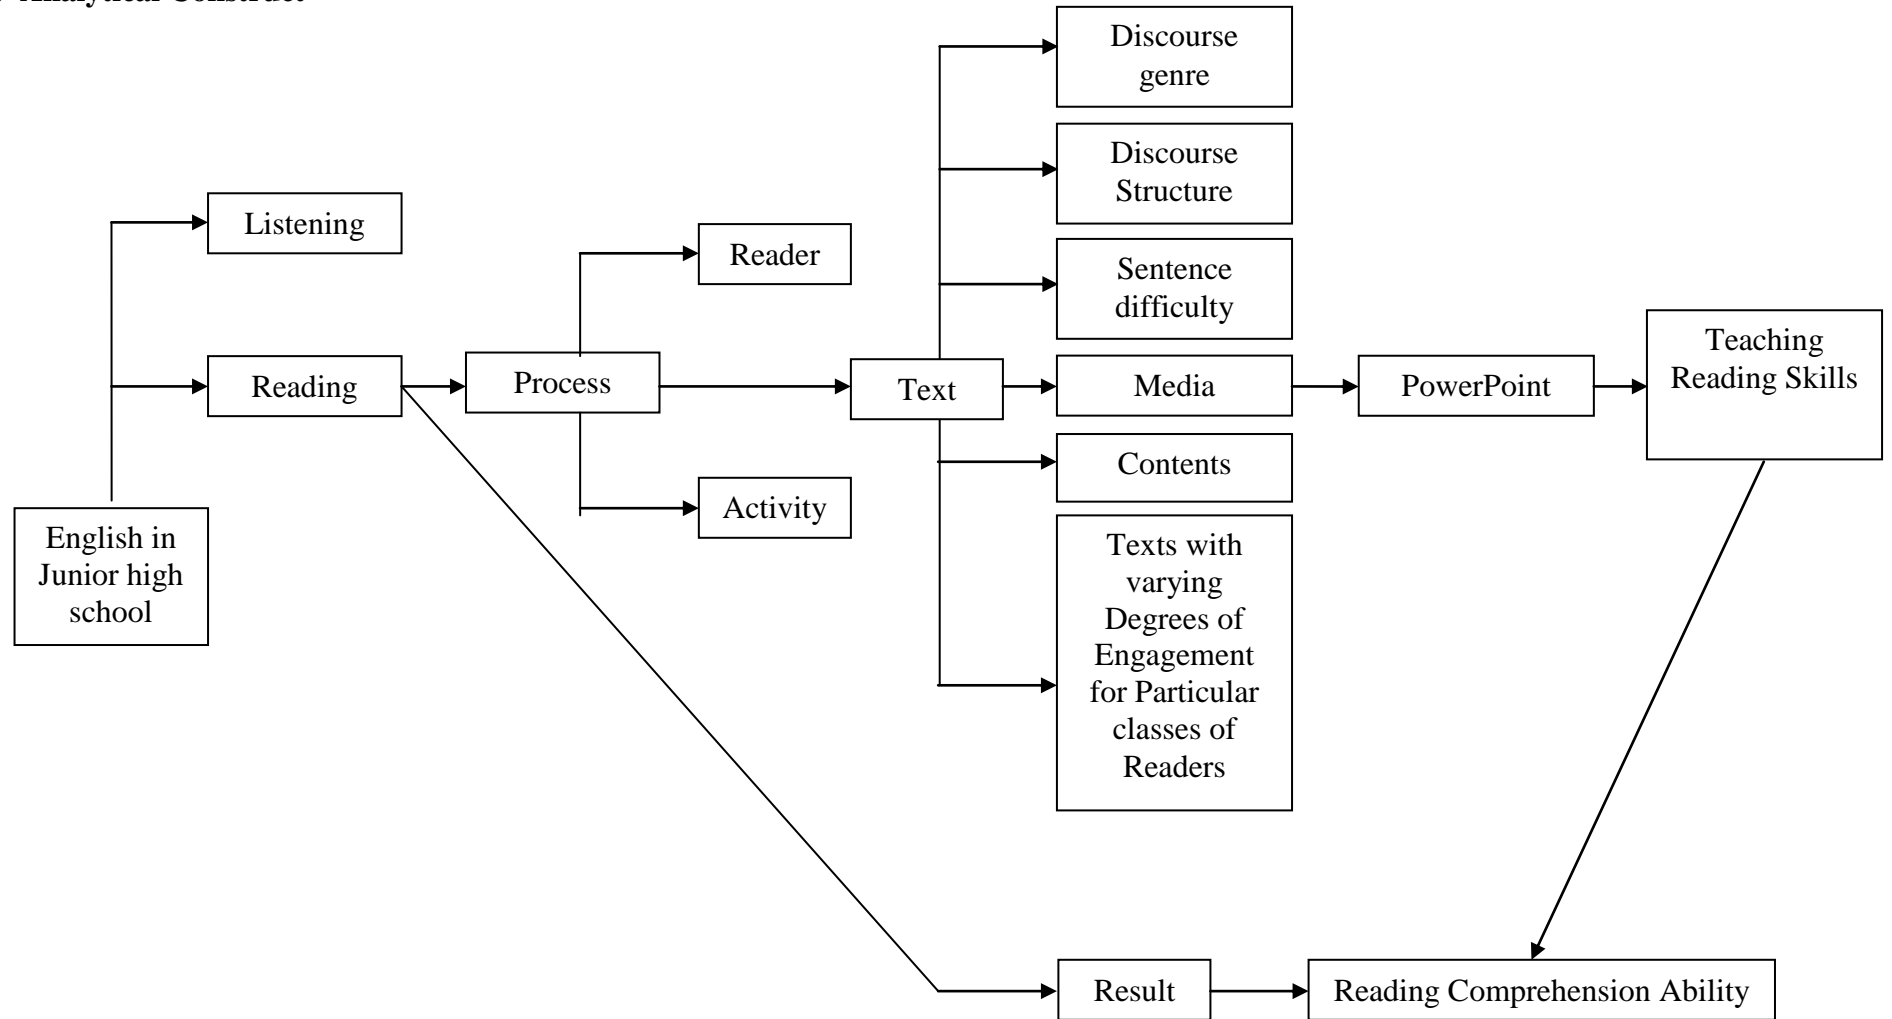 Analytical Construct
Discourse
genre
Discourse
Structure
Listening
Reader
Sentence
difficulty
Teaching
Reading Skills
Reading
Process
Text
Media
PowerPoint
Contents
Activity
English in
Junior high
school
Texts with
varying
Degrees of
Engagement
for Particular
classes of
Readers
Result
Reading Comprehension Ability